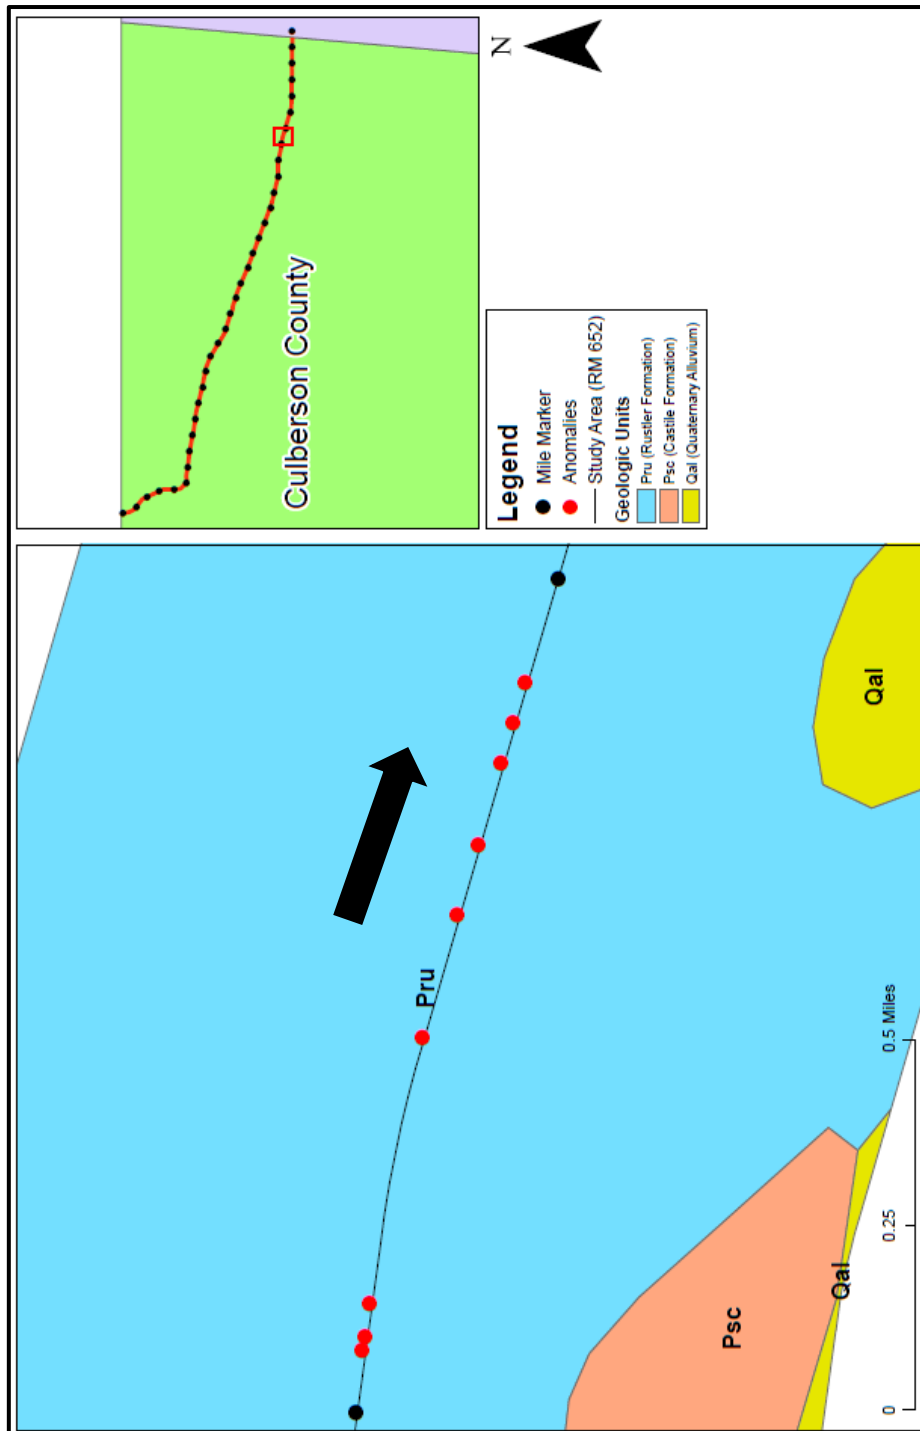 Culberson County
N
Legend
Mile Marker
Anomalies
Study Area (RM 652)
Geologic Units
Pru (Rustler Formation)
Psc (Castile Formation)
Qal (Quaternary Alluvium)
Pru
Qal
Psc
Qal
0 0.25 0.5 Miles